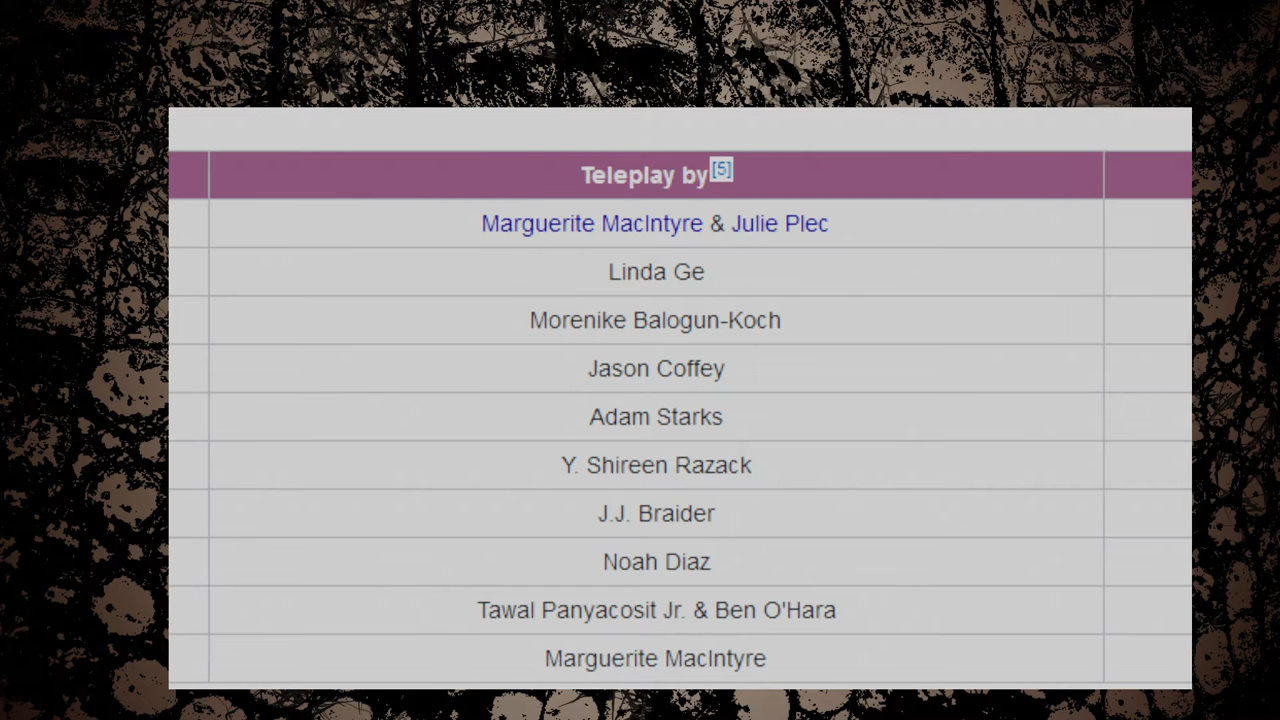 Teleplay by[5]
Marguerite MacIntyre & Julie Plec
Linda Ge
Morenike Balogun-Koch
Jason Coffey
Adam Starks
Y. Shireen Razack
J.J. Braider
Noah Diaz
Tawal Panyacosit Jr. & Ben O'Hara
Marguerite MacIntyre